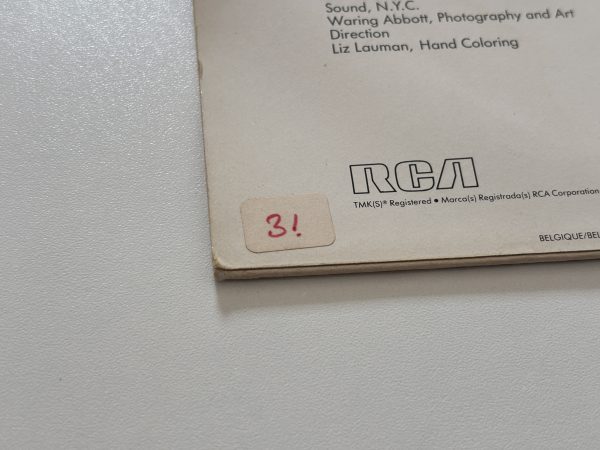 Sound, N.Y.C.
Waring Abbott, Photography and Art
Direction
Liz Lauman, Hand Coloring
RCA
TMK(S)® Registered • Marca(s) Registrada(s) RCA Corporation
3!
BELGIQUE/BEL